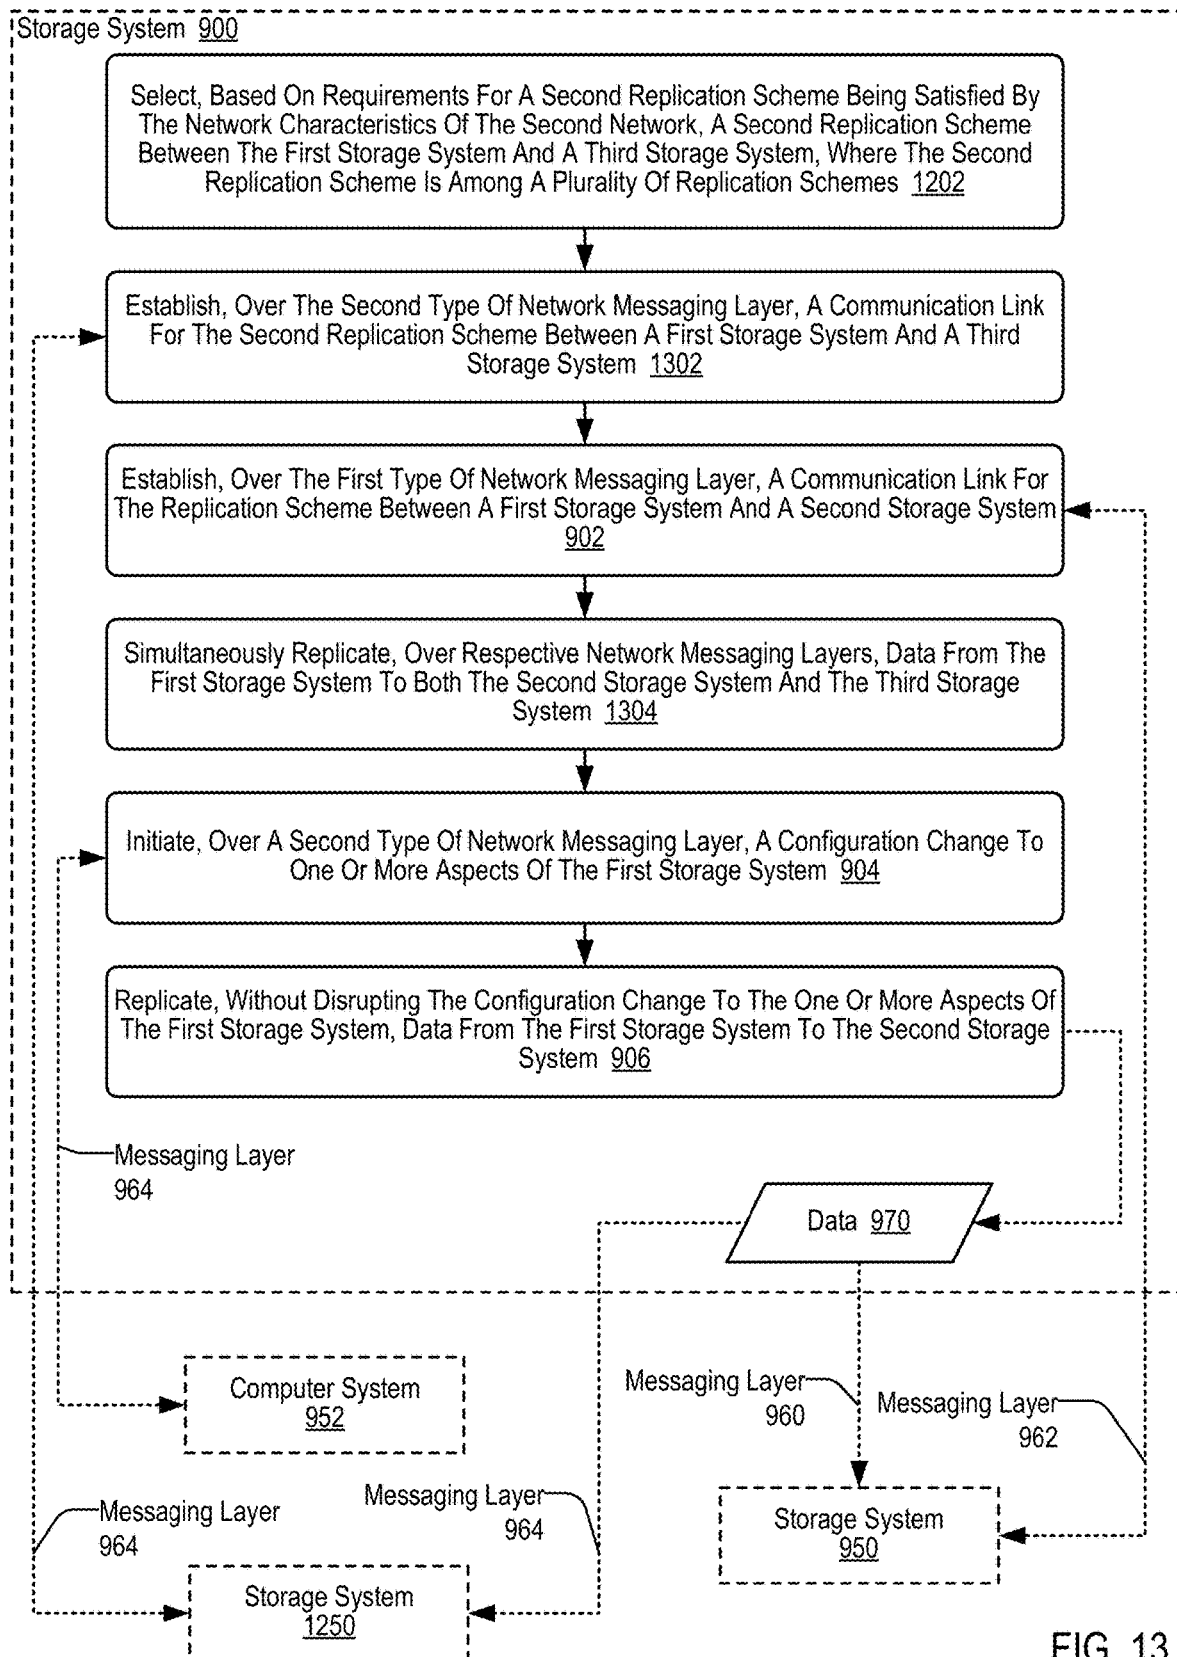 Storage System 900
Select, Based On Requirements For A Second Replication Scheme Being Satisfied By
The Network Characteristics Of The Second Network, A Second Replication Scheme
Between The First Storage System And A Third Storage System, Where The Second
Replication Scheme Is Among A Plurality Of Replication Schemes 1202
Establish, Over The Second Type Of Network Messaging Layer, A Communication Link
For The Second Replication Scheme Between A First Storage System And A Third
Storage System 1302
Establish, Over The First Type Of Network Messaging Layer, A Communication Link For
The Replication Scheme Between A First Storage System And A Second Storage System
902
Simultaneously Replicate, Over Respective Network Messaging Layers, Data From The
First Storage System To Both The Second Storage System And The Third Storage
System 1304
Initiate, Over A Second Type Of Network Messaging Layer, A Configuration Change To
One Or More Aspects Of The First Storage System 904
Replicate, Without Disrupting The Configuration Change To The One Or More Aspects Of
The First Storage System, Data From The First Storage System To The Second Storage
System 906
Messaging Layer
964
Data 970
Computer System
952
Messaging Layer
960
Messaging Layer
962
Messaging Layer
964
Messaging Layer
964
Storage System
950
Storage System
1250
FIG. 13